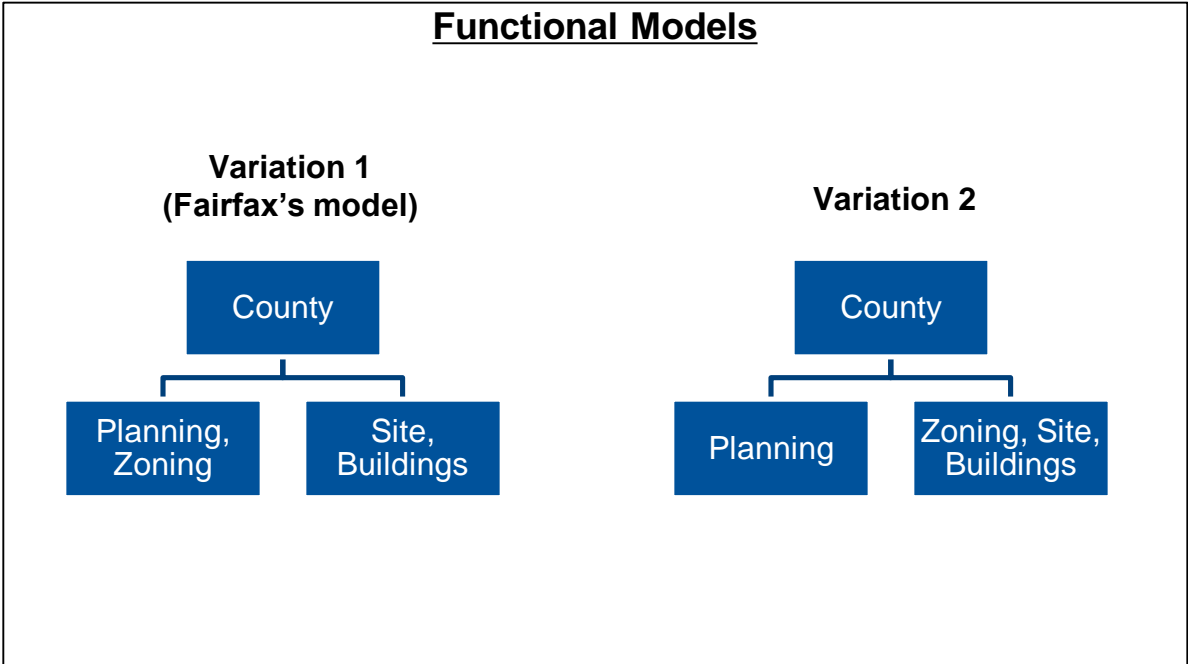 Functional Models
Variation 1
(Fairfax's model)
County
Planning,
Zoning
Site,
Buildings
Variation 2
County
Planning
Zoning, Site,
Buildings